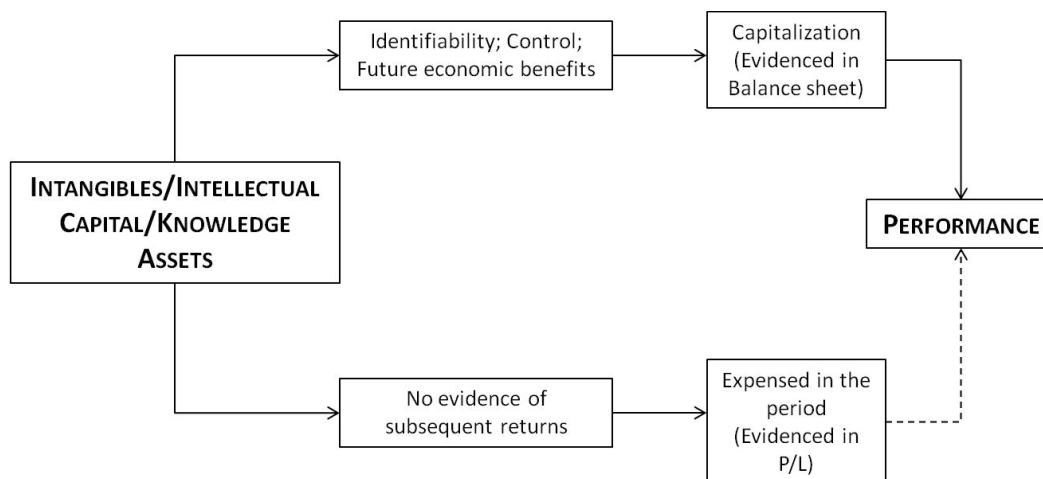 Identifiability; Control;
Future economic benefits
Capitalization
(Evidenced in
Balance sheet)
INTANGIBLES/INTELLECTUAL
CAPITAL/KNOWLEDGE
ASSETS
PERFORMANCE
No evidence of
subsequent returns
Expensed in the
period
(Evidenced in
P/L)